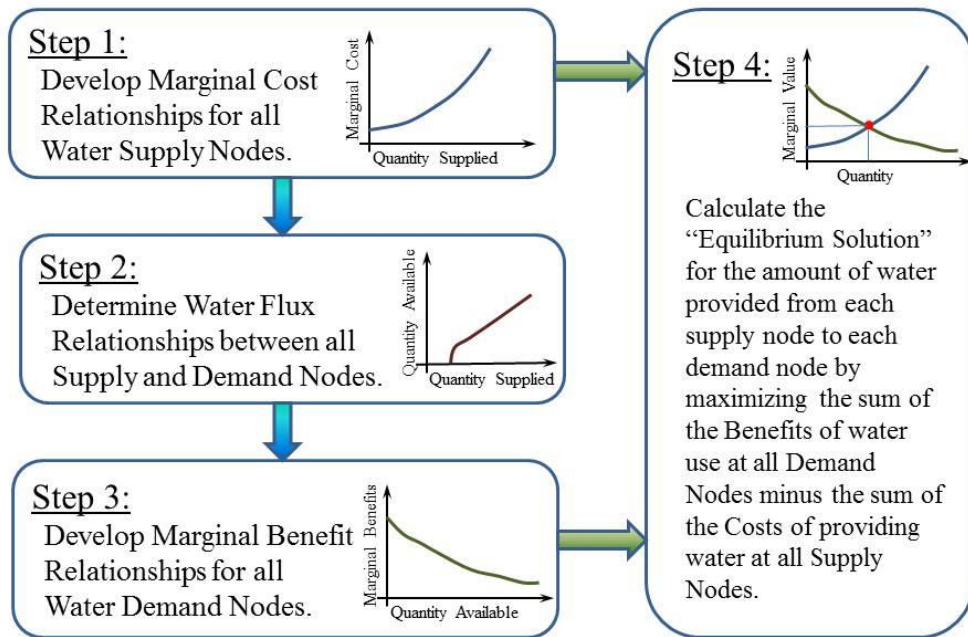 Step 1:
Develop Marginal Cost
Relationships for all
Water Supply Nodes.
Marginal Cost
Quantity Supplied
Step 2:
Determine Water Flux
Relationships between all
Supply and Demand Nodes.
Quantity Available
Quantity Supplied
Step 3:
Develop Marginal Benefit
Relationships for all
Water Demand Nodes.
Marginal Benefits
Quantity Available
Step 4:
Marginal Value
Quantity
Calculate the
“Equilibrium Solution”
for the amount of water
provided from each
supply node to each
demand node by
maximizing the sum of
the Benefits of water
use at all Demand
Nodes minus the sum of
the Costs of providing
water at all Supply
Nodes.